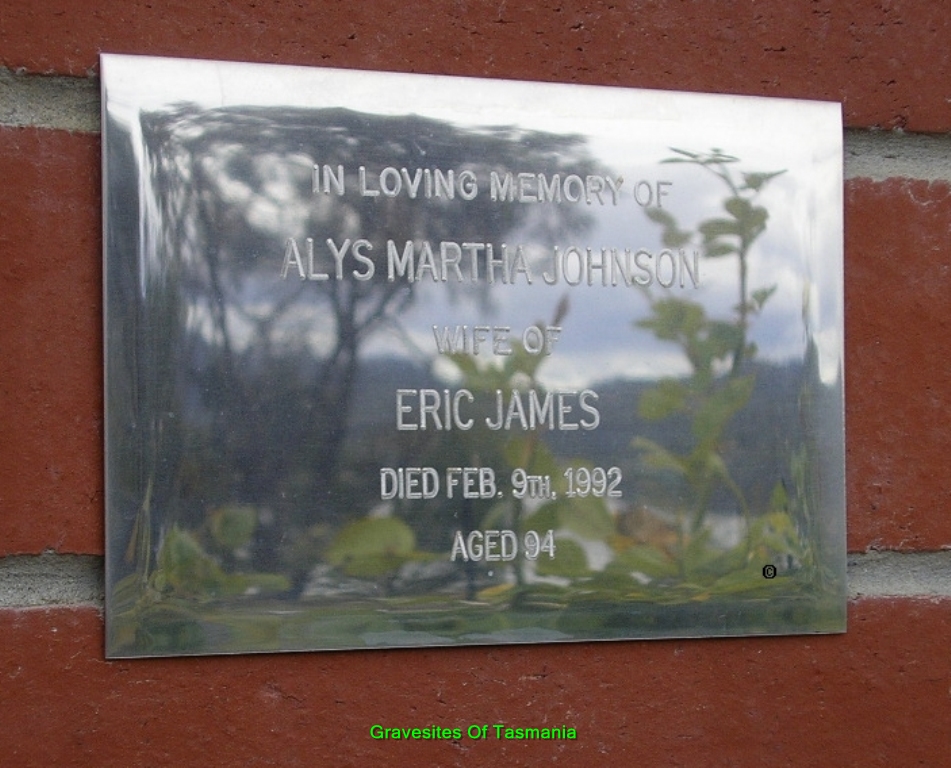 IN LOVING MEMORY OF
ALYS MARTHA JOHNSON
WIFE OF
ERIC JAMES
DIED FEB. 9TH, 1992
AGED 94
©
Gravesites Of Tasmania